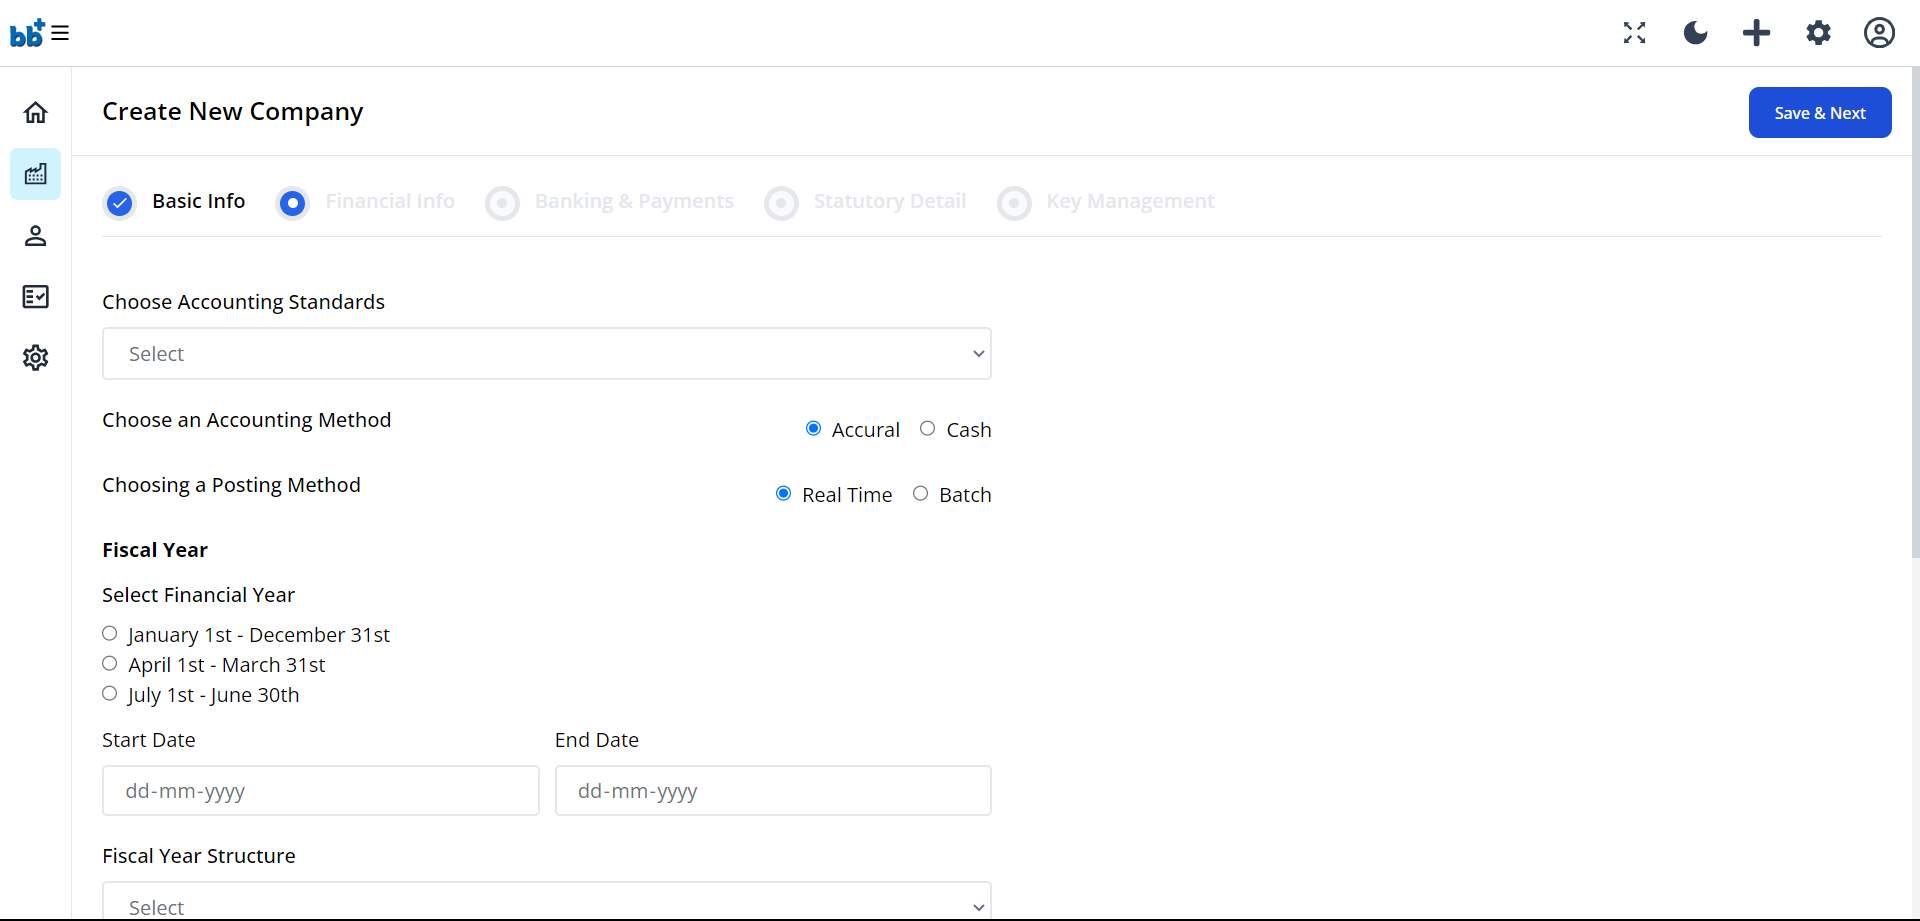 bb+
Create New Company
Save & Next
Basic Info Financial Info Banking & Payments Statutory Detail Key Management
Choose Accounting Standards
Select
Choose an Accounting Method
Accural Cash
Choosing a Posting Method
Real Time Batch
Fiscal Year
Select Financial Year
January 1st - December 31st
April 1st - March 31st
July 1st - June 30th
Start Date End Date
dd-mm-yyyy dd-mm-yyyy
Fiscal Year Structure
Select